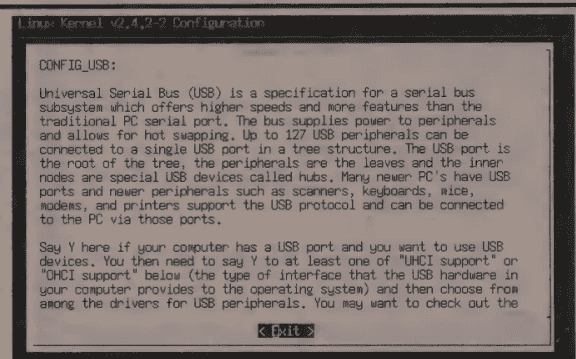 Linux Kernel v2.4.2-2 Configuration
CONFIG_USB:
Universal Serial Bus (USB) is a specification for a serial bus
subsystem which offers higher speeds and more features than the
traditional PC serial port. The bus supplies power to peripherals
and allows for hot swapping. Up to 127 USB peripherals can be
connected to a single USB port in a tree structure. The USB port is
the root of the tree, the peripherals are the leaves and the inner
nodes are special USB devices called hubs. Many newer PC's have USB
ports and newer peripherals such as scanners, keyboards, mice,
modems, and printers support the USB protocol and can be connected
to the PC via those ports.
Say Y here if your computer has a USB port and you want to use USB
devices. You then need to say Y to at least one of "UHCI support" or
"OHCI support" below (the type of interface that the USB hardware in
your computer provides to the operating system) and then choose from
among the drivers for USB peripherals. You may want to check out the
< Exit >